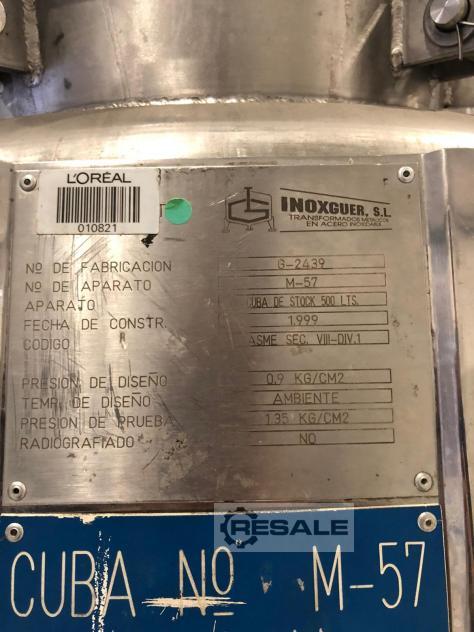 L'ORÉAL
010821
INOXGUER, S.L.
TRANSFORMADOS METALICOS
EN ACERO INOXIDABLE
Nº DE FABRICACION G-2439
Nº DE APARATO M-57
APARATO CUBA DE STOCK 500 LTS.
FECHA DE CONSTR. 1.999
CODIGO ASME SEC. VIII-DIV.1
PRESION DE DISEÑO 0,9 KG/CM2
TEMP. DE DISEÑO AMBIENTE
PRESION DE PRUEBA 1,35 KG/CM2
RADIOGRAFIADO NO
RESALE
CUBA Nº M-57